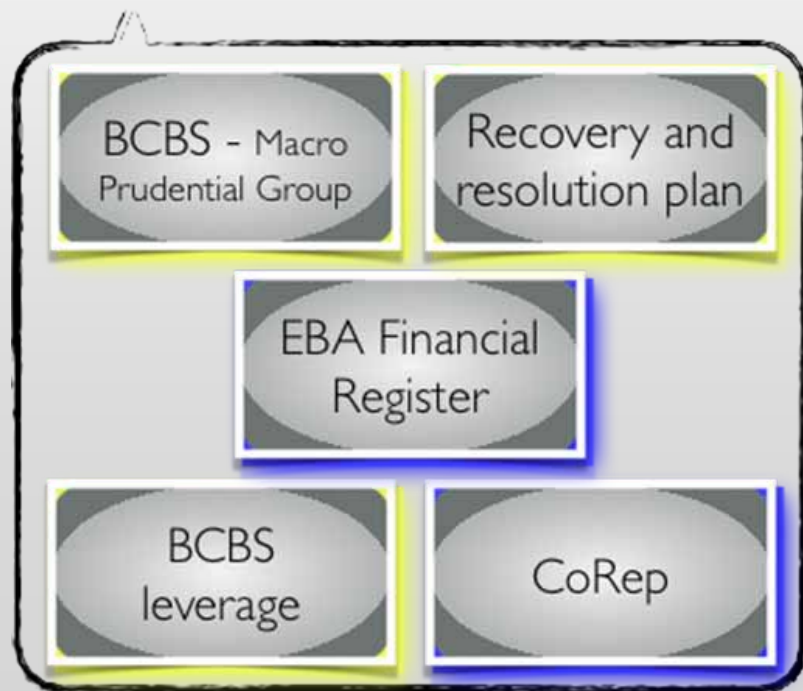 BCBS - Macro
Prudential Group
Recovery and
resolution plan
EBA Financial
Register
BCBS
leverage
CoRep